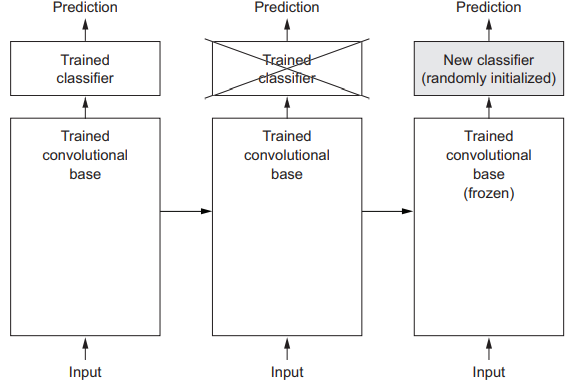 Prediction
Prediction
Prediction
Trained
classifier
Trained
classifier
New classifier
(randomly initialized)
Trained
convolutional
base
Trained
convolutional
base
Trained
convolutional
base
(frozen)
Input
Input
Input